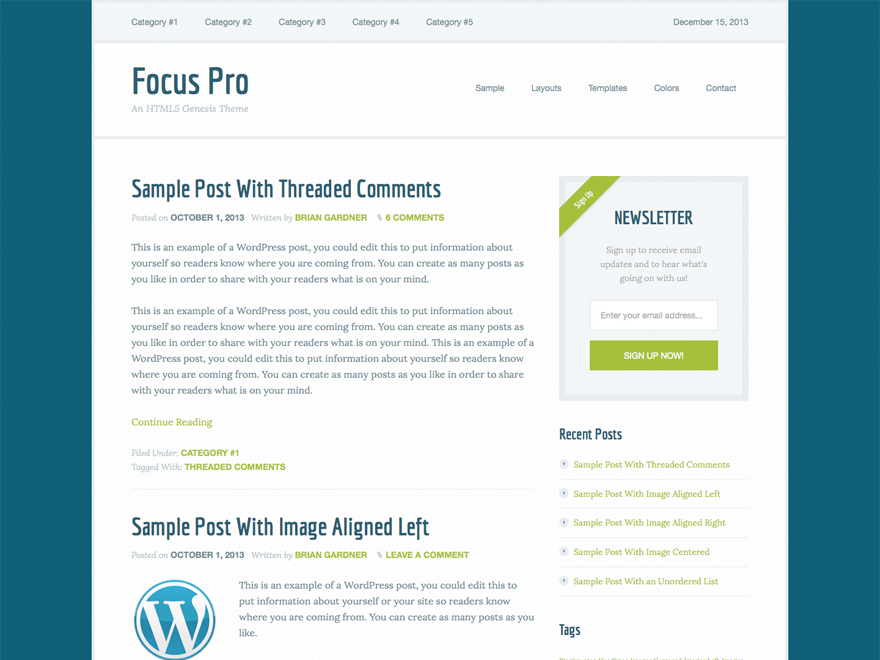 Category #1 Category #2 Category #3 Category #4 Category #5 December 15, 2013
Focus Pro
An HTML5 Genesis Theme
Sample Layouts Templates Colors Contact
Sample Post With Threaded Comments
Posted on OCTOBER 1, 2013 Written by BRIAN GARDNER 6 COMMENTS
This is an example of a WordPress post, you could edit this to put information about
yourself so readers know where you are coming from. You can create as many posts as
you like in order to share with your readers what is on your mind.
This is an example of a WordPress post, you could edit this to put information about
yourself so readers know where you are coming from. You can create as many posts as
you like in order to share with your readers what is on your mind. This is an example of a
WordPress post, you could edit this to put information about yourself so readers know
where you are coming from. You can create as many posts as you like in order to share
with your readers what is on your mind.
Continue Reading
Filed Under: CATEGORY #1
Tagged With: THREADED COMMENTS
Sample Post With Image Aligned Left
Posted on OCTOBER 1, 2013 Written by BRIAN GARDNER LEAVE A COMMENT
This is an example of a WordPress post, you could edit this to
put information about yourself or your site so readers know
where you are coming from. You can create as many posts as you
like.
Sign Up
NEWSLETTER
Sign up to receive email
updates and to hear what's
going on with us!
Enter your email address...
SIGN UP NOW!
Recent Posts
Sample Post With Threaded Comments
Sample Post With Image Aligned Left
Sample Post With Image Aligned Right
Sample Post With Image Centered
Sample Post With an Unordered List
Tags